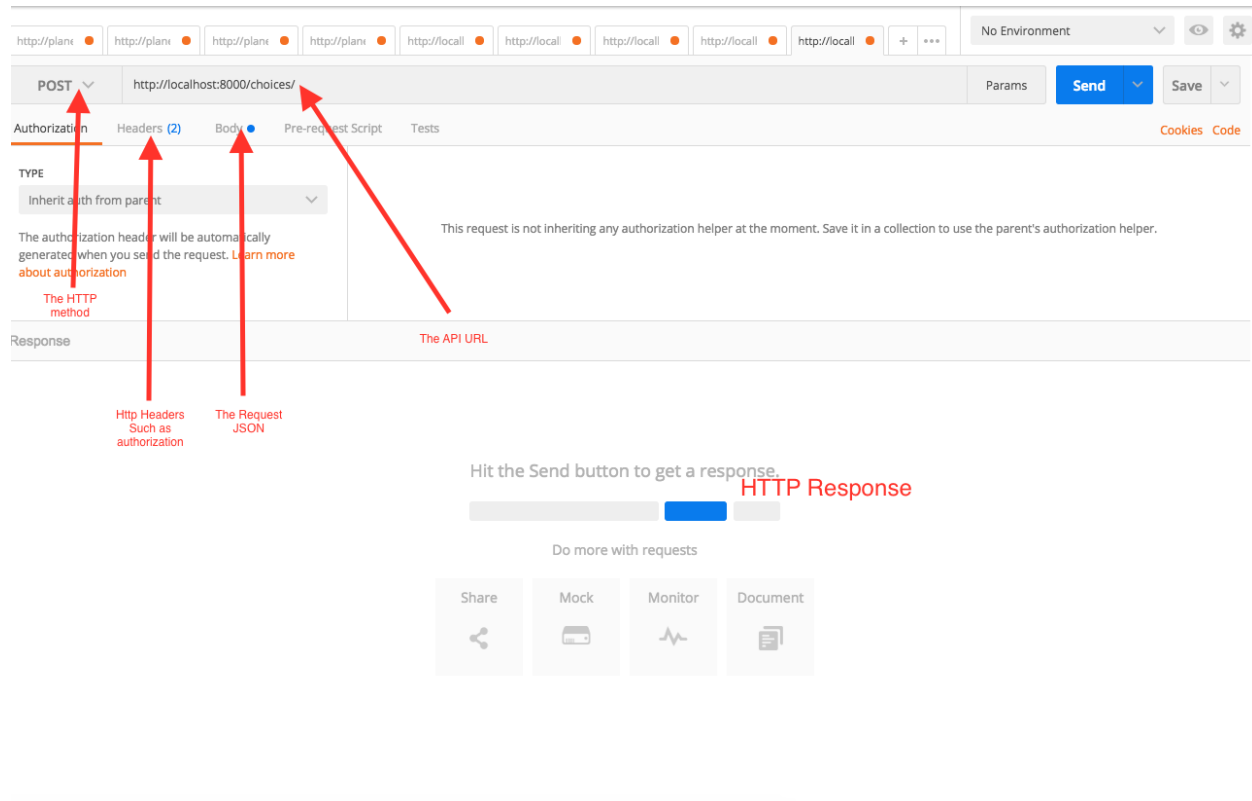 http://plane http://plane http://plane http://plane http://locall http://locall http://locall http://locall http://locall + ••• No Environment
POST http://localhost:8000/choices/ Params Send Save
Authorization Headers (2) Body Pre-request Script Tests Cookies Code
TYPE
Inherit auth from parent
The authorization header will be automatically
generated when you send the request. Learn more
about authorization
This request is not inheriting any authorization helper at the moment. Save it in a collection to use the parent's authorization helper.
The HTTP
method
The API URL
Response
Http Headers
Such as
authorization
The Request
JSON
Hit the Send button to get a response.
HTTP Response
Do more with requests
Share Mock Monitor Document